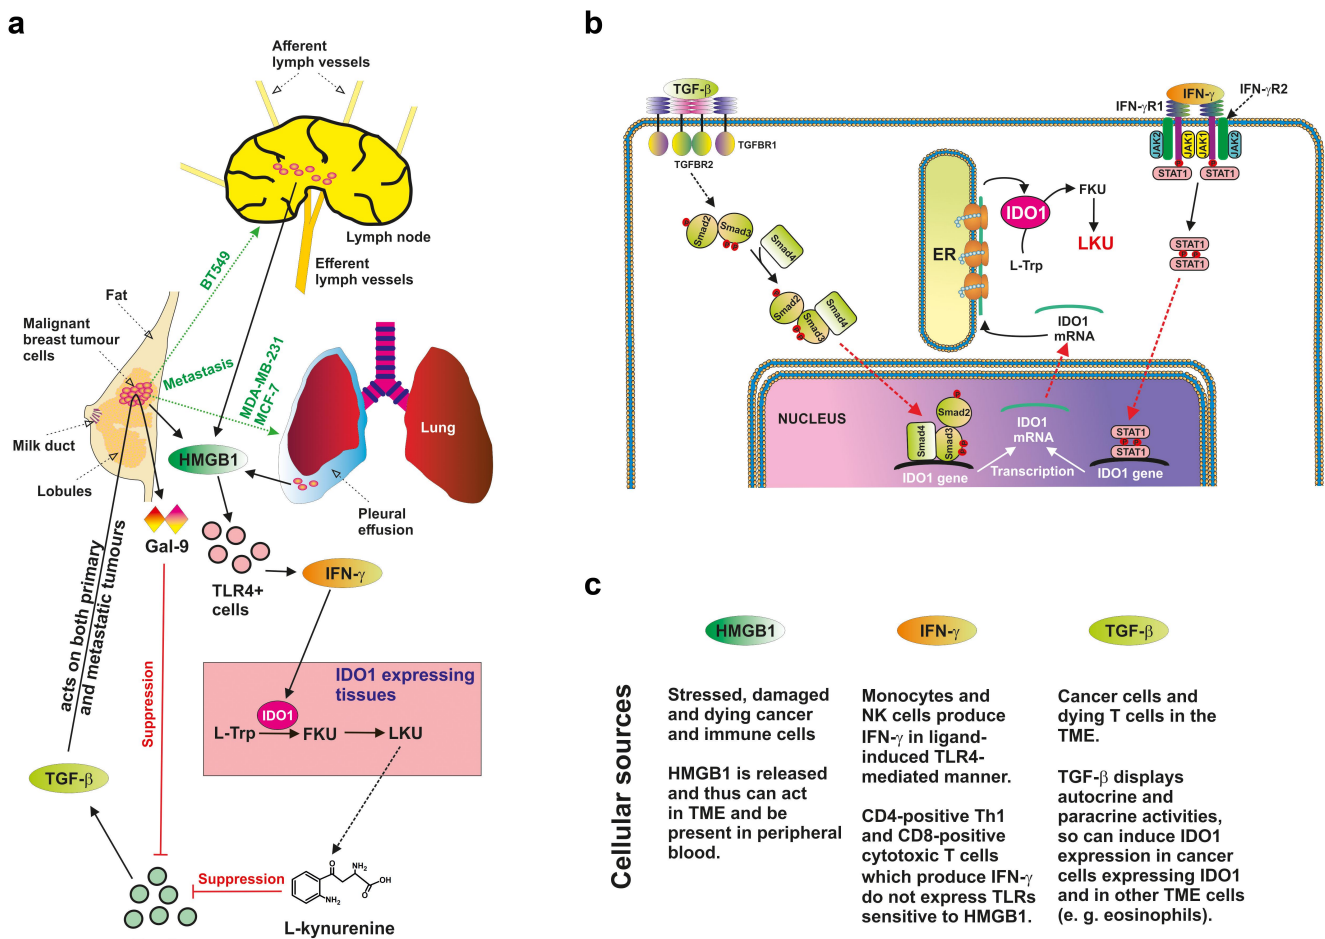 a
Afferent
lymph vessels
Lymph node
Efferent
lymph vessels
BT549
Fat
Malignant
breast tumour
cells
Metastasis
MDA-MB-231
MCF-7
Milk duct
HMGB1
Lung
Lobules
Pleural
effusion
Gal-9
TLR4+
cells
IFN-γ
acts on both primary
and metastatic tumours
Suppression
IDO1 expressing
tissues
IDO1
L-Trp
FKU
LKU
TGF-β
Suppression
O
NH₂
OH
O
NH₂
L-kynurenine
b
TGF-β
TGFBR1
TGFBR2
IFN-γ
IFN-γR1
IFN-γR2
JAK2
JAK1
JAK1
JAK2
P
P
STAT1
STAT1
P
Smad2
Smad3
P
P
Smad4
P
Smad2
Smad3
P
P
Smad4
ER
IDO1
FKU
LKU
L-Trp
STAT1
P
P
STAT1
IDO1
mRNA
NUCLEUS
P
Smad2
Smad4
Smad3
P
P
IDO1 gene
IDO1
mRNA
Transcription
STAT1
P
P
STAT1
IDO1 gene
c
HMGB1
IFN-γ
TGF-β
Cellular sources
Stressed, damaged
and dying cancer
and immune cells
HMGB1 is released
and thus can act
in TME and be
present in peripheral
blood.
Monocytes and
NK cells produce
IFN-γ in ligand-
induced TLR4-
mediated manner.
CD4-positive Th1
and CD8-positive
cytotoxic T cells
which produce IFN-γ
do not express TLRs
sensitive to HMGB1.
Cancer cells and
dying T cells in the
TME.
TGF-β displays
autocrine and
paracrine activities,
so can induce IDO1
expression in cancer
cells expressing IDO1
and in other TME cells
(e. g. eosinophils).